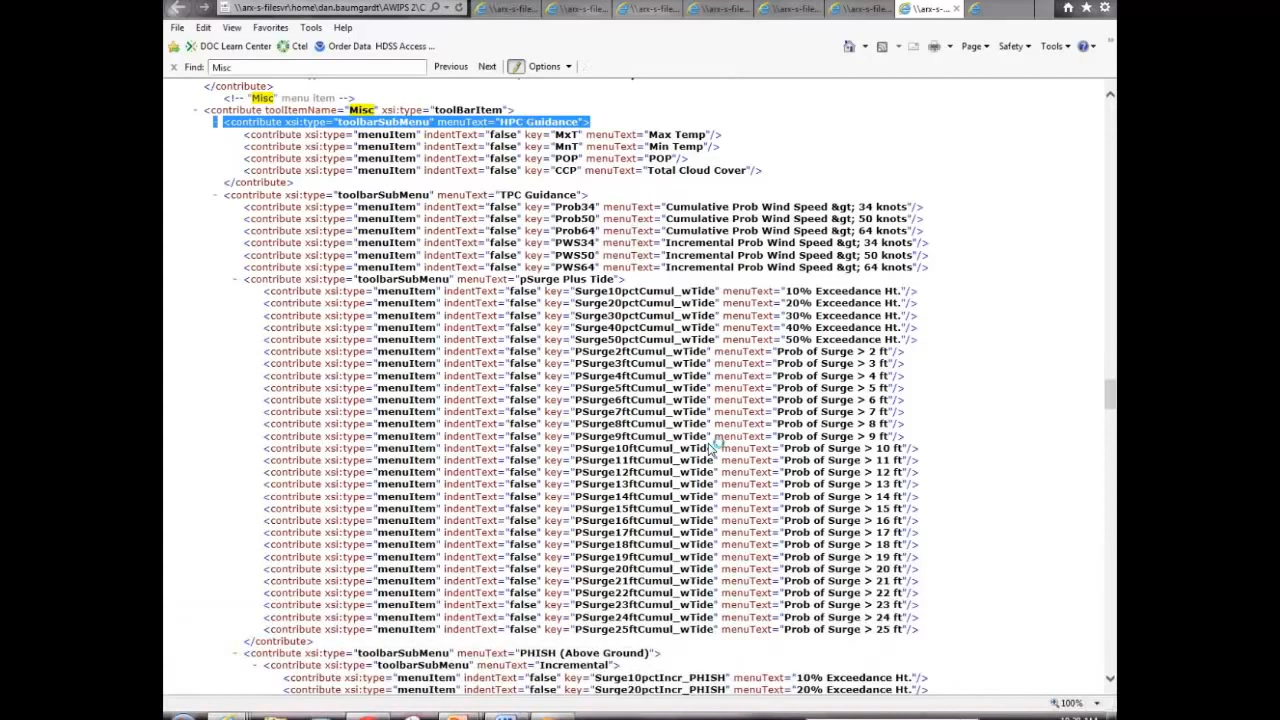 \\arx-s-filesvr\home\dan.baumgardt\AWIPS 2\C
\\arx-s-file... \\arx-s-file... \\arx-s-file... \\arx-s-file... \\arx-s-file... \\arx-s-file... \\arx-s-...
File Edit View Favorites Tools Help
DOC Learn Center Ctel Order Data HDSS Access ... Page Safety Tools
Find: Misc Previous Next Options
</contribute>
<!-- "Misc" menu item -->
- <contribute toolItemName="Misc" xsi:type="toolBarItem">
- <contribute xsi:type="toolbarSubMenu" menuText="HPC Guidance">
<contribute xsi:type="menuItem" indentText="false" key="MxT" menuText="Max Temp"/>
<contribute xsi:type="menuItem" indentText="false" key="MnT" menuText="Min Temp"/>
<contribute xsi:type="menuItem" indentText="false" key="POP" menuText="POP"/>
<contribute xsi:type="menuItem" indentText="false" key="CCP" menuText="Total Cloud Cover"/>
</contribute>
- <contribute xsi:type="toolbarSubMenu" menuText="TPC Guidance">
<contribute xsi:type="menuItem" indentText="false" key="Prob34" menuText="Cumulative Prob Wind Speed &gt; 34 knots"/>
<contribute xsi:type="menuItem" indentText="false" key="Prob50" menuText="Cumulative Prob Wind Speed &gt; 50 knots"/>
<contribute xsi:type="menuItem" indentText="false" key="Prob64" menuText="Cumulative Prob Wind Speed &gt; 64 knots"/>
<contribute xsi:type="menuItem" indentText="false" key="PWS34" menuText="Incremental Prob Wind Speed &gt; 34 knots"/>
<contribute xsi:type="menuItem" indentText="false" key="PWS50" menuText="Incremental Prob Wind Speed &gt; 50 knots"/>
<contribute xsi:type="menuItem" indentText="false" key="PWS64" menuText="Incremental Prob Wind Speed &gt; 64 knots"/>
- <contribute xsi:type="toolbarSubMenu" menuText="pSurge Plus Tide">
<contribute xsi:type="menuItem" indentText="false" key="Surge10pctCumul_wTide" menuText="10% Exceedance Ht."/>
<contribute xsi:type="menuItem" indentText="false" key="Surge20pctCumul_wTide" menuText="20% Exceedance Ht."/>
<contribute xsi:type="menuItem" indentText="false" key="Surge30pctCumul_wTide" menuText="30% Exceedance Ht."/>
<contribute xsi:type="menuItem" indentText="false" key="Surge40pctCumul_wTide" menuText="40% Exceedance Ht."/>
<contribute xsi:type="menuItem" indentText="false" key="Surge50pctCumul_wTide" menuText="50% Exceedance Ht."/>
<contribute xsi:type="menuItem" indentText="false" key="PSurge2ftCumul_wTide" menuText="Prob of Surge > 2 ft"/>
<contribute xsi:type="menuItem" indentText="false" key="PSurge3ftCumul_wTide" menuText="Prob of Surge > 3 ft"/>
<contribute xsi:type="menuItem" indentText="false" key="PSurge4ftCumul_wTide" menuText="Prob of Surge > 4 ft"/>
<contribute xsi:type="menuItem" indentText="false" key="PSurge5ftCumul_wTide" menuText="Prob of Surge > 5 ft"/>
<contribute xsi:type="menuItem" indentText="false" key="PSurge6ftCumul_wTide" menuText="Prob of Surge > 6 ft"/>
<contribute xsi:type="menuItem" indentText="false" key="PSurge7ftCumul_wTide" menuText="Prob of Surge > 7 ft"/>
<contribute xsi:type="menuItem" indentText="false" key="PSurge8ftCumul_wTide" menuText="Prob of Surge > 8 ft"/>
<contribute xsi:type="menuItem" indentText="false" key="PSurge9ftCumul_wTide" menuText="Prob of Surge > 9 ft"/>
<contribute xsi:type="menuItem" indentText="false" key="PSurge10ftCumul_wTide" menuText="Prob of Surge > 10 ft"/>
<contribute xsi:type="menuItem" indentText="false" key="PSurge11ftCumul_wTide" menuText="Prob of Surge > 11 ft"/>
<contribute xsi:type="menuItem" indentText="false" key="PSurge12ftCumul_wTide" menuText="Prob of Surge > 12 ft"/>
<contribute xsi:type="menuItem" indentText="false" key="PSurge13ftCumul_wTide" menuText="Prob of Surge > 13 ft"/>
<contribute xsi:type="menuItem" indentText="false" key="PSurge14ftCumul_wTide" menuText="Prob of Surge > 14 ft"/>
<contribute xsi:type="menuItem" indentText="false" key="PSurge15ftCumul_wTide" menuText="Prob of Surge > 15 ft"/>
<contribute xsi:type="menuItem" indentText="false" key="PSurge16ftCumul_wTide" menuText="Prob of Surge > 16 ft"/>
<contribute xsi:type="menuItem" indentText="false" key="PSurge17ftCumul_wTide" menuText="Prob of Surge > 17 ft"/>
<contribute xsi:type="menuItem" indentText="false" key="PSurge18ftCumul_wTide" menuText="Prob of Surge > 18 ft"/>
<contribute xsi:type="menuItem" indentText="false" key="PSurge19ftCumul_wTide" menuText="Prob of Surge > 19 ft"/>
<contribute xsi:type="menuItem" indentText="false" key="PSurge20ftCumul_wTide" menuText="Prob of Surge > 20 ft"/>
<contribute xsi:type="menuItem" indentText="false" key="PSurge21ftCumul_wTide" menuText="Prob of Surge > 21 ft"/>
<contribute xsi:type="menuItem" indentText="false" key="PSurge22ftCumul_wTide" menuText="Prob of Surge > 22 ft"/>
<contribute xsi:type="menuItem" indentText="false" key="PSurge23ftCumul_wTide" menuText="Prob of Surge > 23 ft"/>
<contribute xsi:type="menuItem" indentText="false" key="PSurge24ftCumul_wTide" menuText="Prob of Surge > 24 ft"/>
<contribute xsi:type="menuItem" indentText="false" key="PSurge25ftCumul_wTide" menuText="Prob of Surge > 25 ft"/>
</contribute>
- <contribute xsi:type="toolbarSubMenu" menuText="PHISH (Above Ground)">
- <contribute xsi:type="toolbarSubMenu" menuText="Incremental">
<contribute xsi:type="menuItem" indentText="false" key="Surge10pctIncr_PHISH" menuText="10% Exceedance Ht."/>
<contribute xsi:type="menuItem" indentText="false" key="Surge20pctIncr_PHISH" menuText="20% Exceedance Ht."/>
100%